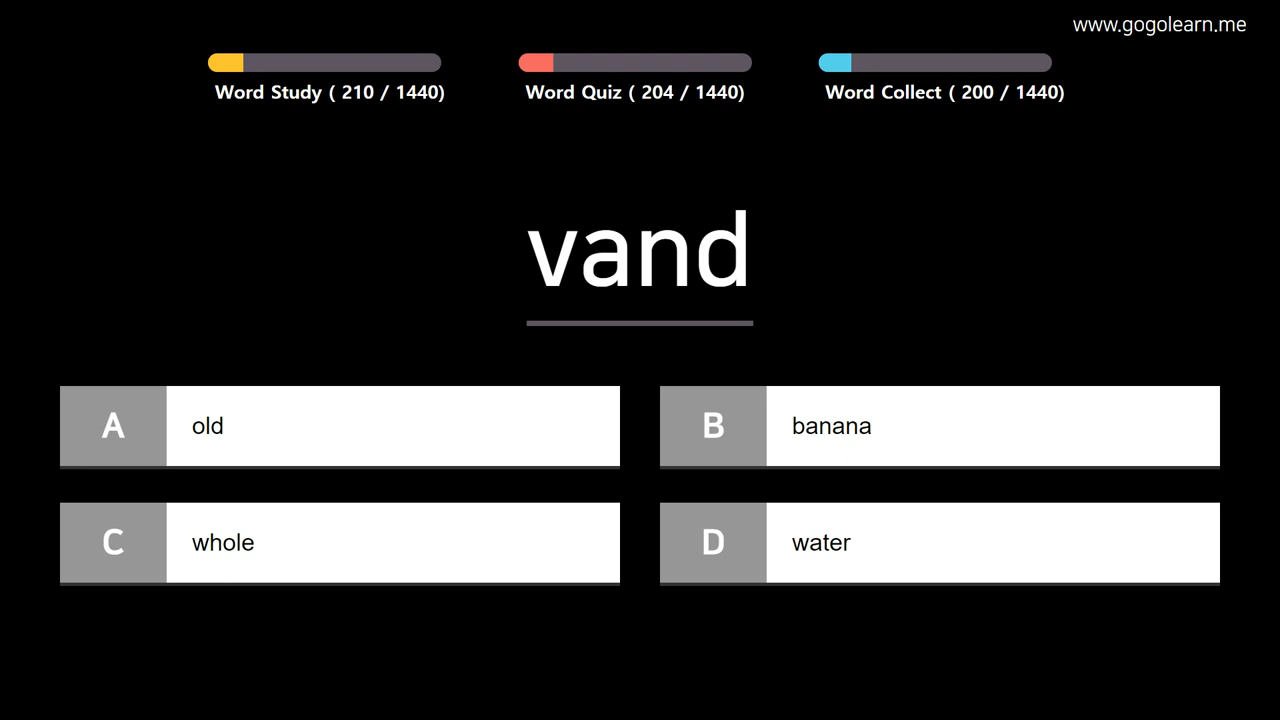 www.gogolearn.me
Word Study ( 210 / 1440)
Word Quiz ( 204 / 1440)
Word Collect ( 200 / 1440)
vand
A old
B banana
C whole
D water